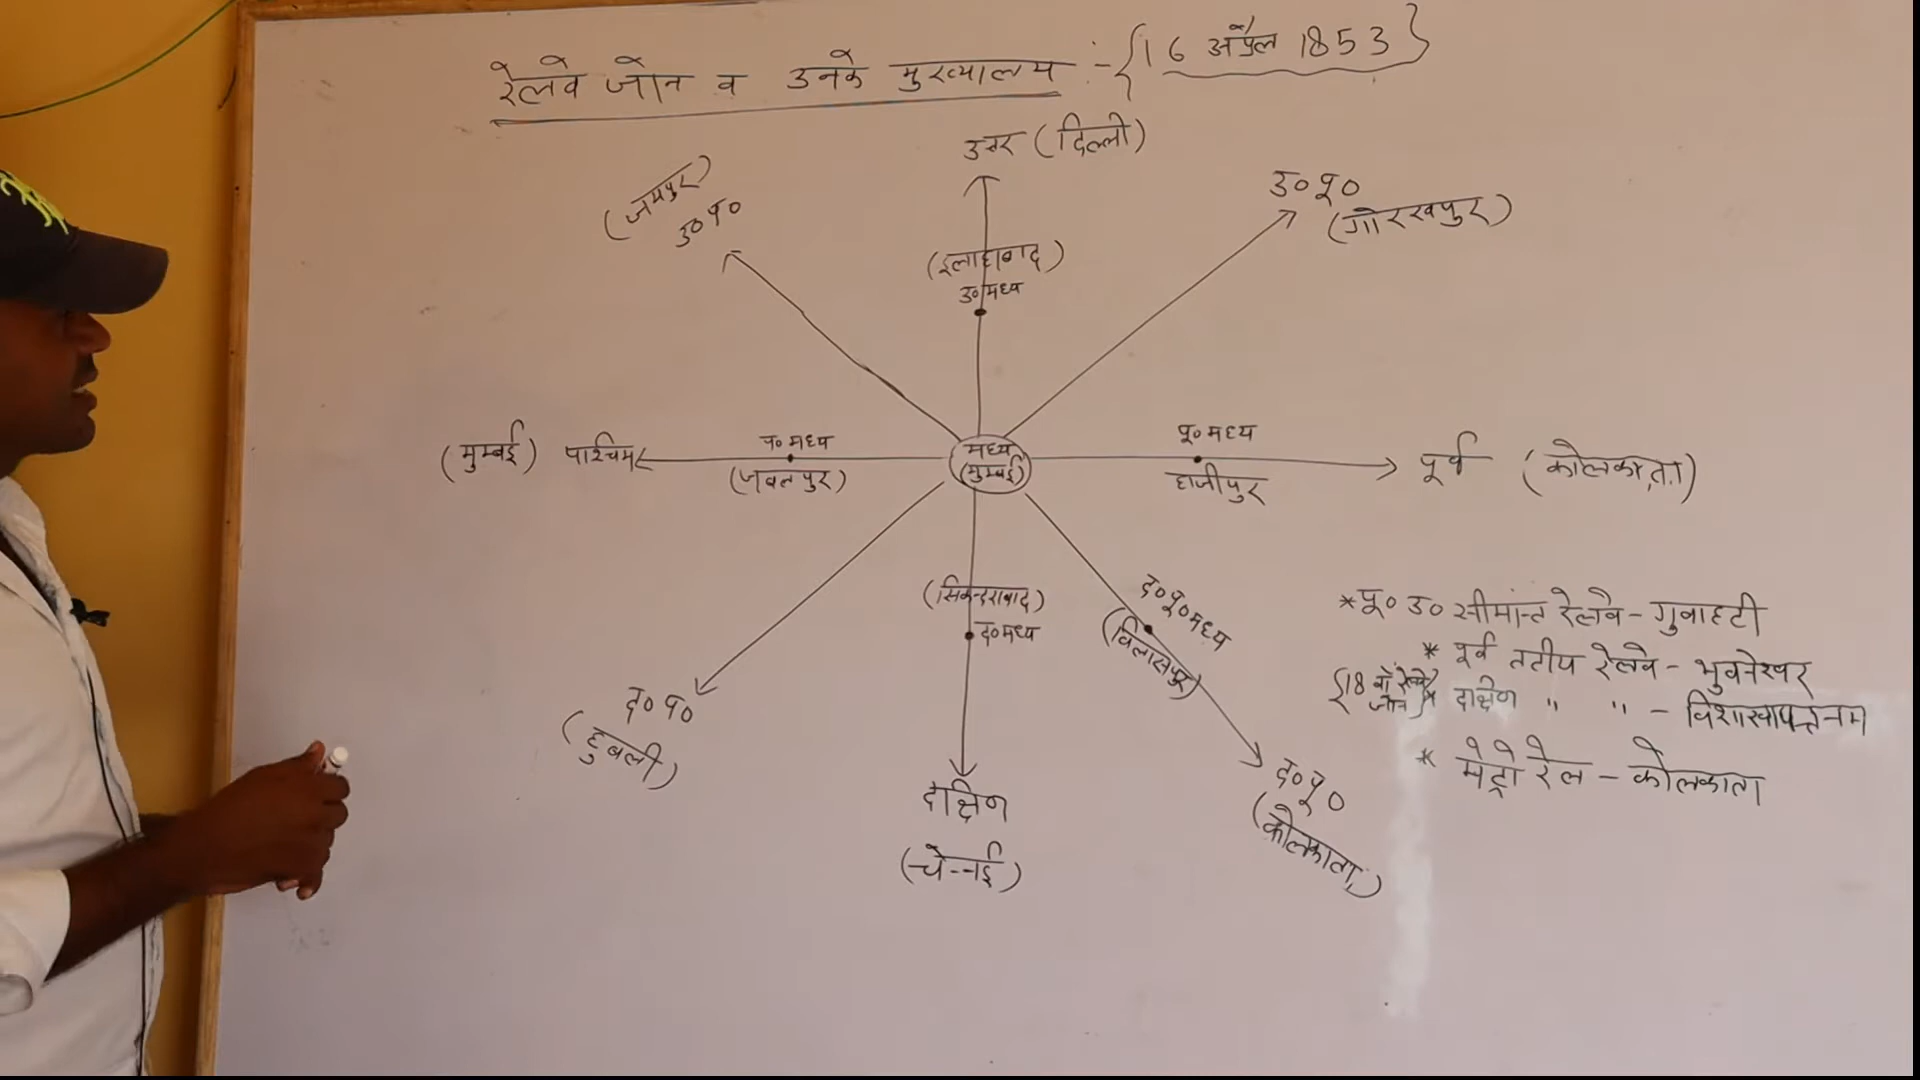 रेलवे जोन व उनके मुख्यालय :- {16 अप्रैल 1853}
उत्तर (दिल्ली)
(जयपुर)
उ० प०
उ० पू०
(गोरखपुर)
(इलाहाबाद)
उ० मध्य
(मुम्बई) पश्चिम
प० मध्य
(जबलपुर)
मध्य
(मुम्बई)
पू० मध्य
हाजीपुर
पूर्व (कोलकाता)
(सिकन्दराबाद)
द० मध्य
द० पू० मध्य
(विलासपुर)
द० प०
(हुबली)
दक्षिण
(चेन्नई)
द० पू०
(कोलकाता)
*पू० उ० सीमांत रेलवे - गुवाहटी
* पूर्व तटीय रेलवे - भुवनेश्वर
{18 वाँ रेलवे जोन} * दक्षिण " " - विशाखापत्तनम
* मेट्रो रेल - कोलकाता